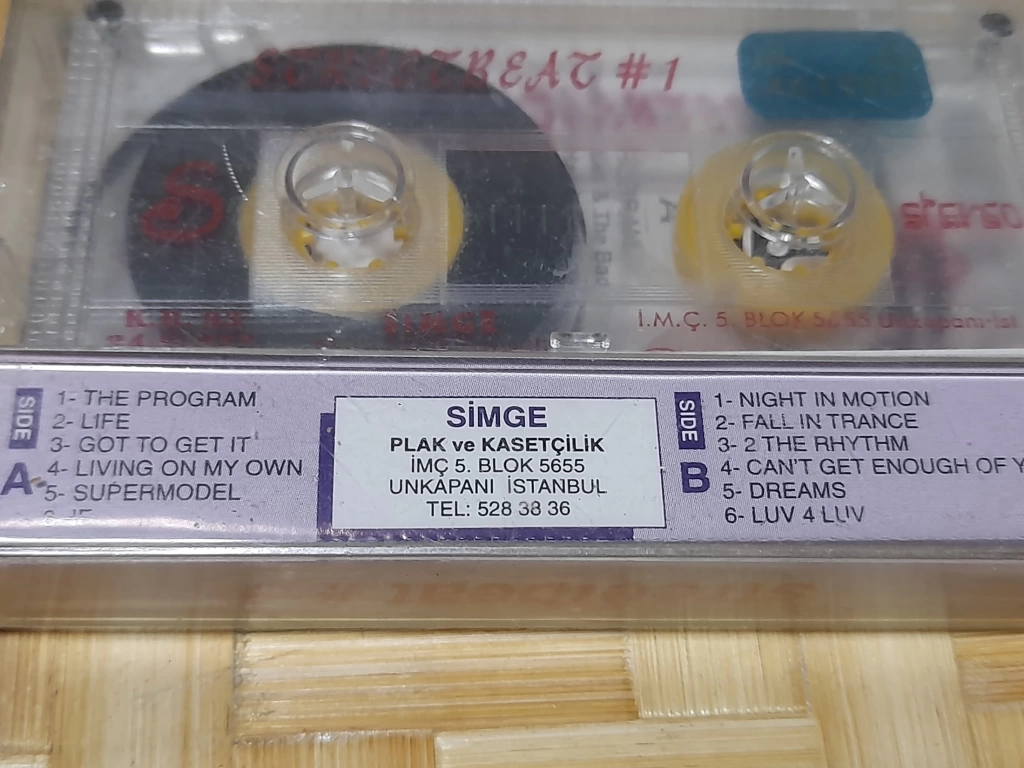 #1
stereo
İ.M.Ç. 5. BLOK 5655 Unkapanı-İst
SIDE
A
1- THE PROGRAM
2- LIFE
3- GOT TO GET IT
4- LIVING ON MY OWN
5- SUPERMODEL
SİMGE
PLAK ve KASETÇİLİK
İMÇ 5. BLOK 5655
UNKAPANI İSTANBUL
TEL: 528 38 36
SIDE
B
1- NIGHT IN MOTION
2- FALL IN TRANCE
3- 2 THE RHYTHM
4- CAN'T GET ENOUGH OF
5- DREAMS
6- LUV 4 LUV